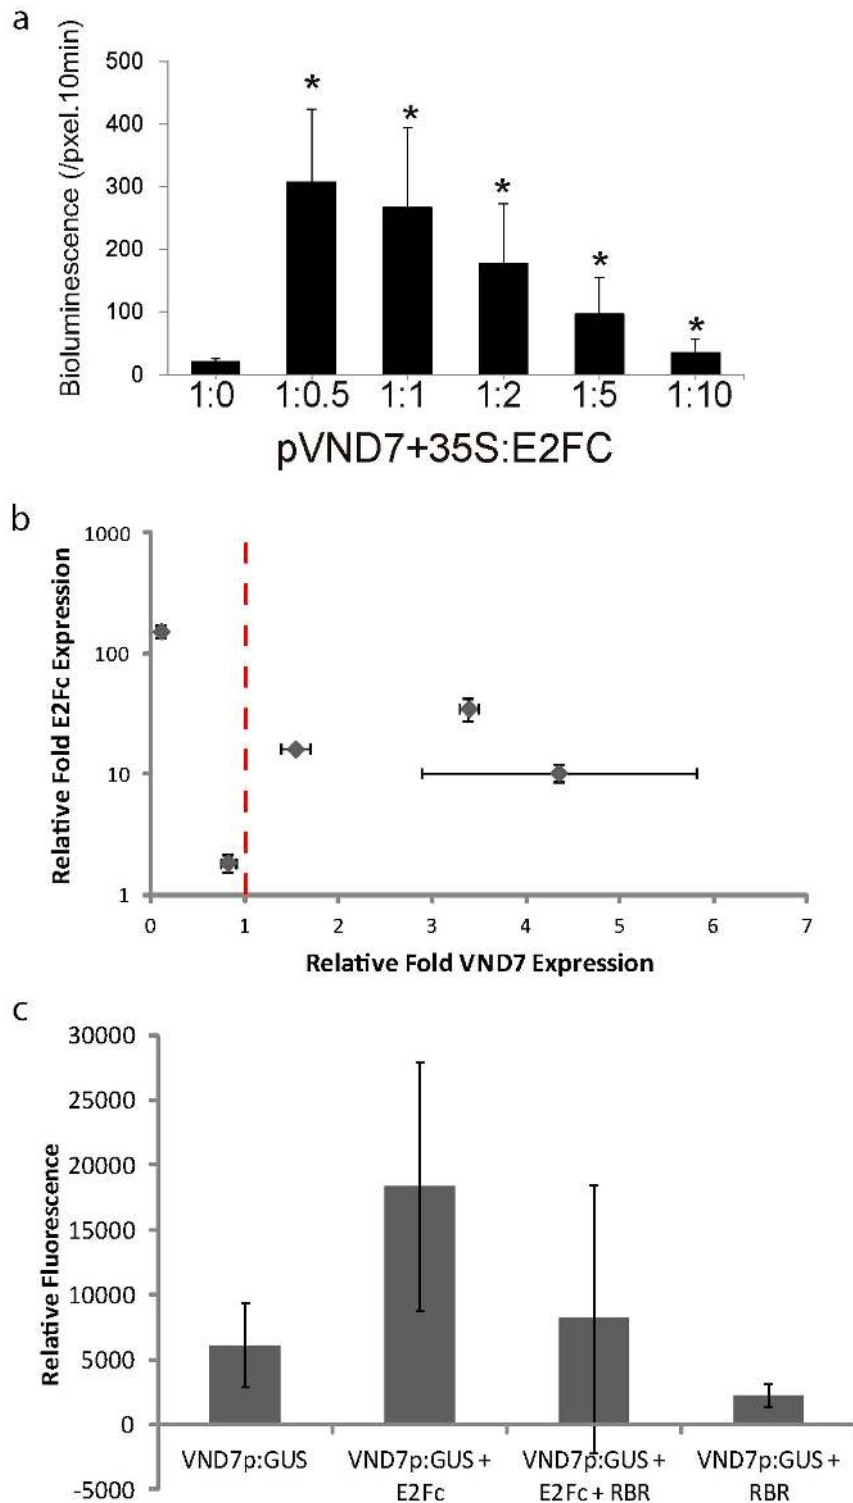 a
Bioluminescence (/pxel.10min)
500
400
300
200
100
0
*
*
*
*
*
1:0 1:0.5 1:1 1:2 1:5 1:10
pVND7+35S:E2FC
b
Relative Fold E2Fc Expression
1000
100
10
1
0 1 2 3 4 5 6 7
Relative Fold VND7 Expression
c
Relative Fluorescence
30000
25000
20000
15000
10000
5000
0
-5000
VND7p:GUS VND7p:GUS + VND7p:GUS + VND7p:GUS +
E2Fc E2Fc + RBR RBR